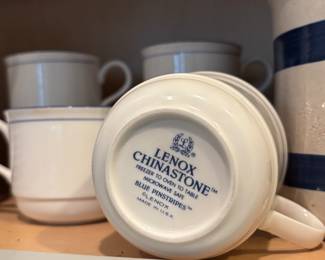 LENOX
CHINASTONE™
FREEZER TO OVEN TO TABLE
MICROWAVE SAFE
BLUE PINSTRIPES™
© LENOX
MADE IN U.S.A.